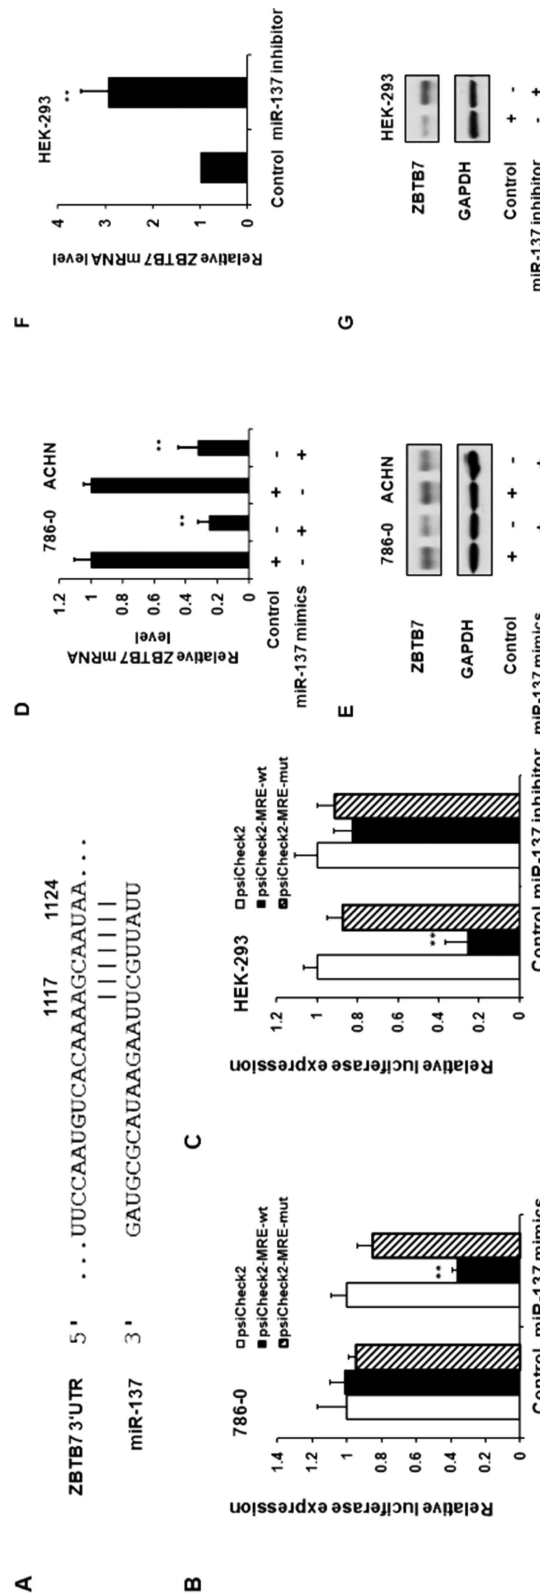 A
1117 1124
ZBTB7 3'UTR 5' ...UUCCAAUGUCACAAAAGCAAUAA...
miR-137 3' GAUGCGCAUAAGAAUUCGUUAUU
B
786-0
psiCheck2
psiCheck2-MRE-wt
psiCheck2-MRE-mut
Relative luciferase expression
1.4
1.2
1
0.8
0.6
0.4
0.2
0
**
Control miR-137 mimics
C
HEK-293
psiCheck2
psiCheck2-MRE-wt
psiCheck2-MRE-mut
Relative luciferase expression
1.2
1
0.8
0.6
0.4
0.2
0
**
Control miR-137 inhibitor
D
786-0 ACHN
Relative ZBTB7 mRNA
level
1.2
1
0.8
0.6
0.4
0.2
0
** **
Control + - + -
miR-137 mimics - + - +
E
786-0 ACHN
ZBTB7
GAPDH
Control + - + -
miR-137 mimics
F
HEK-293
Relative ZBTB7 mRNA level
4
3
2
1
0
**
Control miR-137 inhibitor
G
HEK-293
ZBTB7
GAPDH
Control + -
miR-137 inhibitor - +